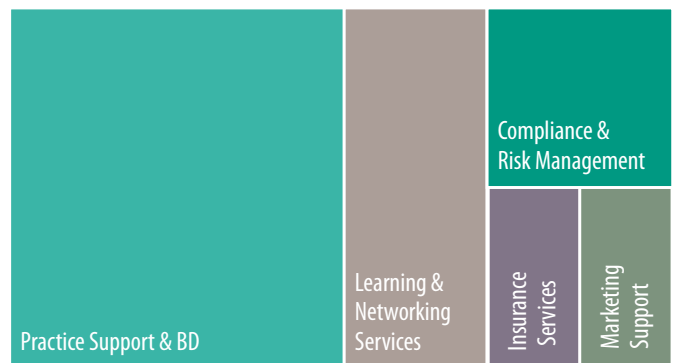 Practice Support & BD
Learning &
Networking
Services
Compliance &
Risk Management
Insurance
Services
Marketing
Support